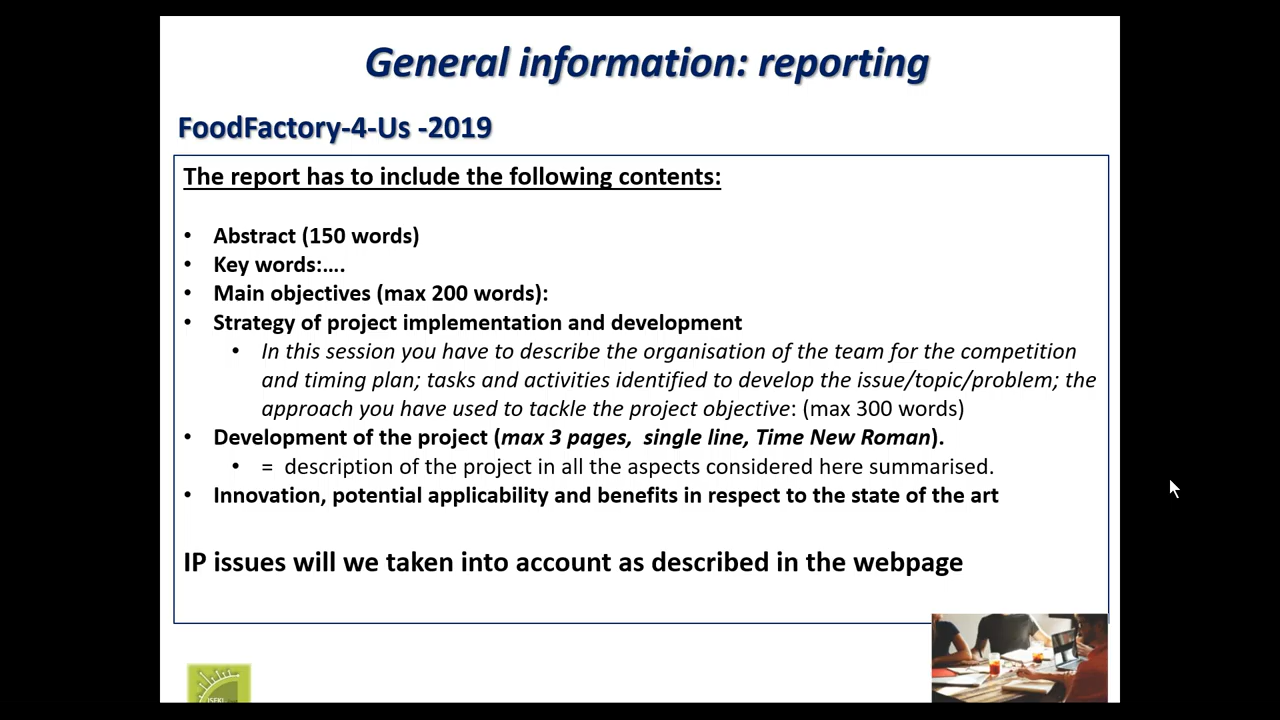 General information: reporting
FoodFactory-4-Us -2019
The report has to include the following contents:
• Abstract (150 words)
• Key words:....
• Main objectives (max 200 words):
• Strategy of project implementation and development
• In this session you have to describe the organisation of the team for the competition
and timing plan; tasks and activities identified to develop the issue/topic/problem; the
approach you have used to tackle the project objective: (max 300 words)
• Development of the project (max 3 pages, single line, Time New Roman).
• = description of the project in all the aspects considered here summarised.
• Innovation, potential applicability and benefits in respect to the state of the art
IP issues will we taken into account as described in the webpage
ISEKI